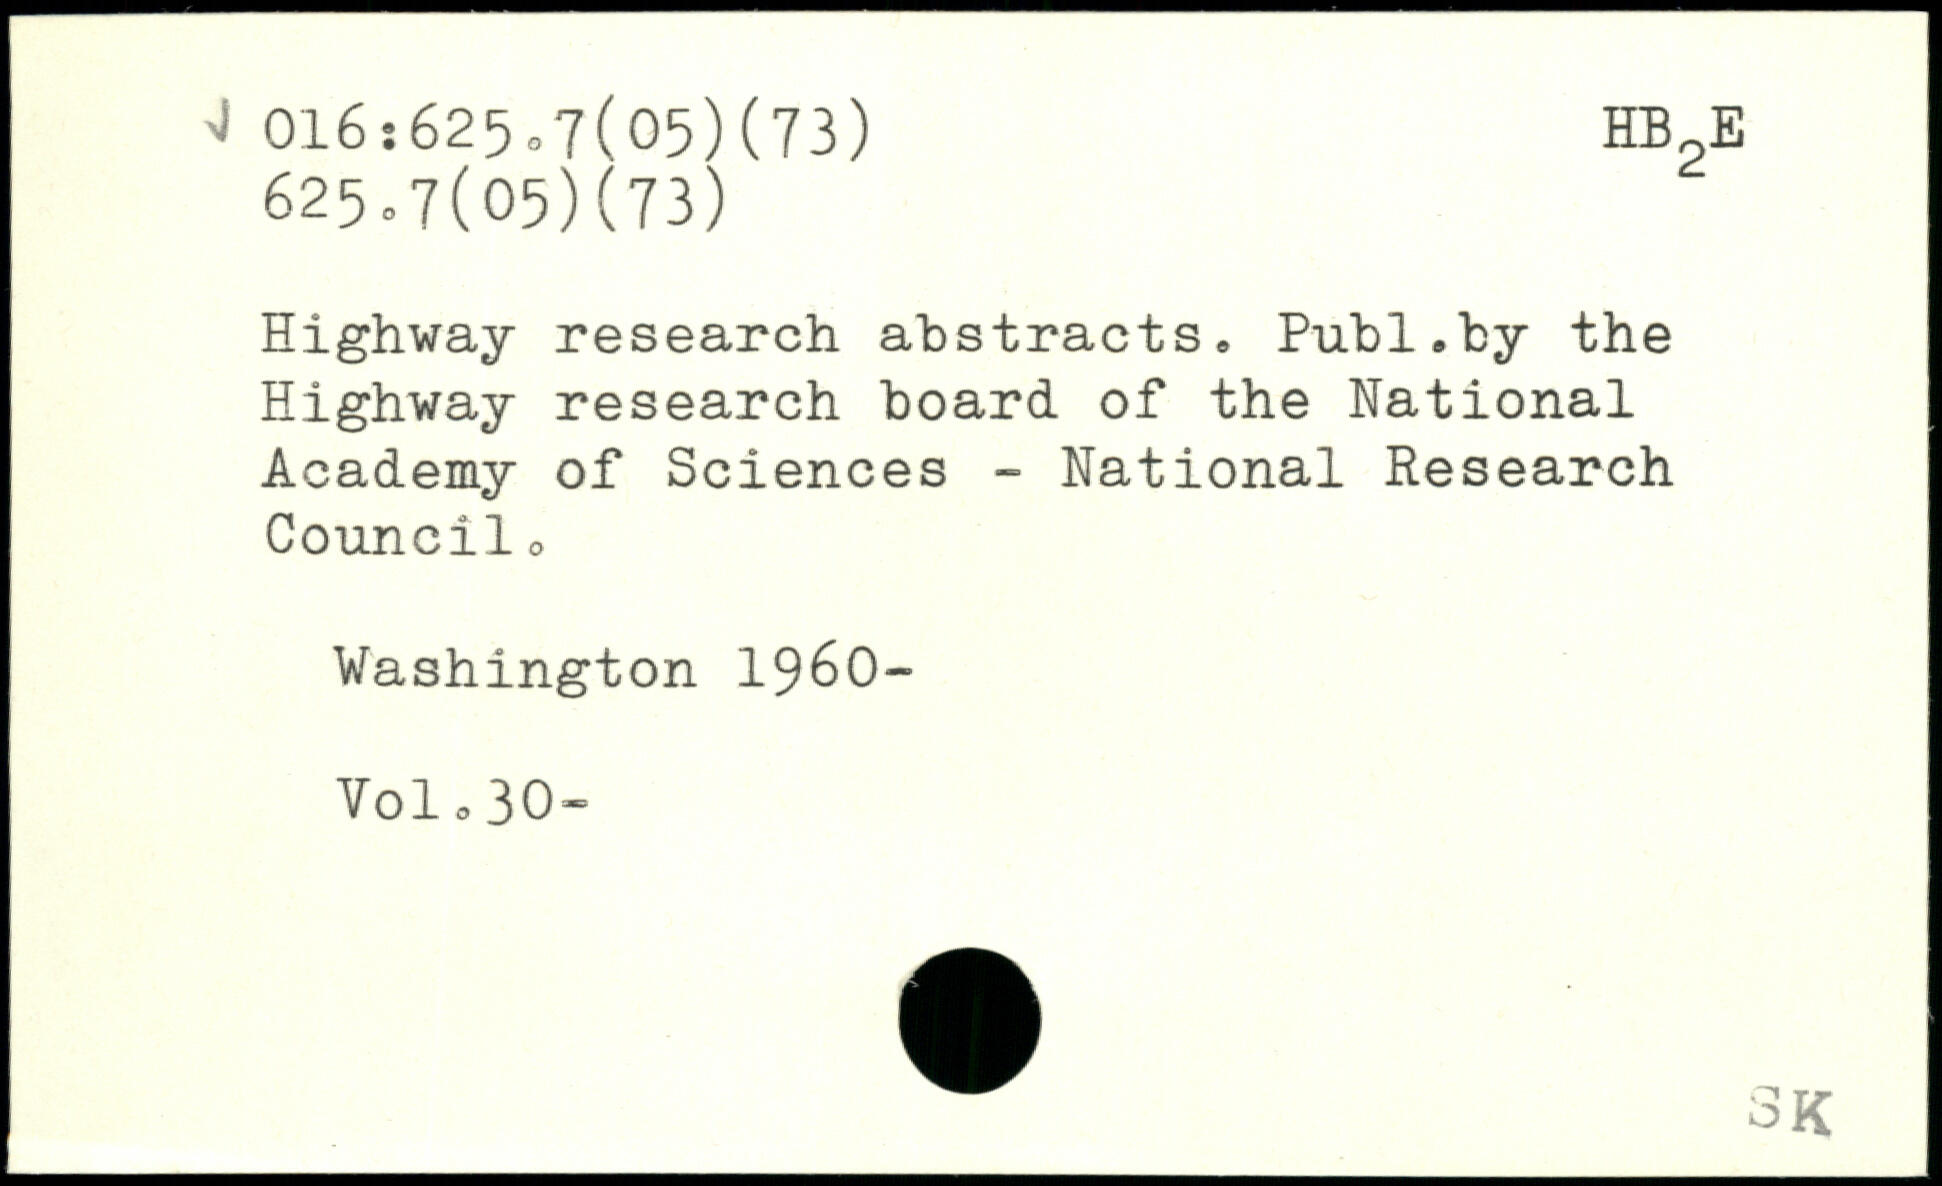 ✓ 016:625.7(05)(73) HB₂E
625.7(05)(73)
Highway research abstracts. Publ.by the
Highway research board of the National
Academy of Sciences - National Research
Council.
Washington 1960-
Vol.30-
SK